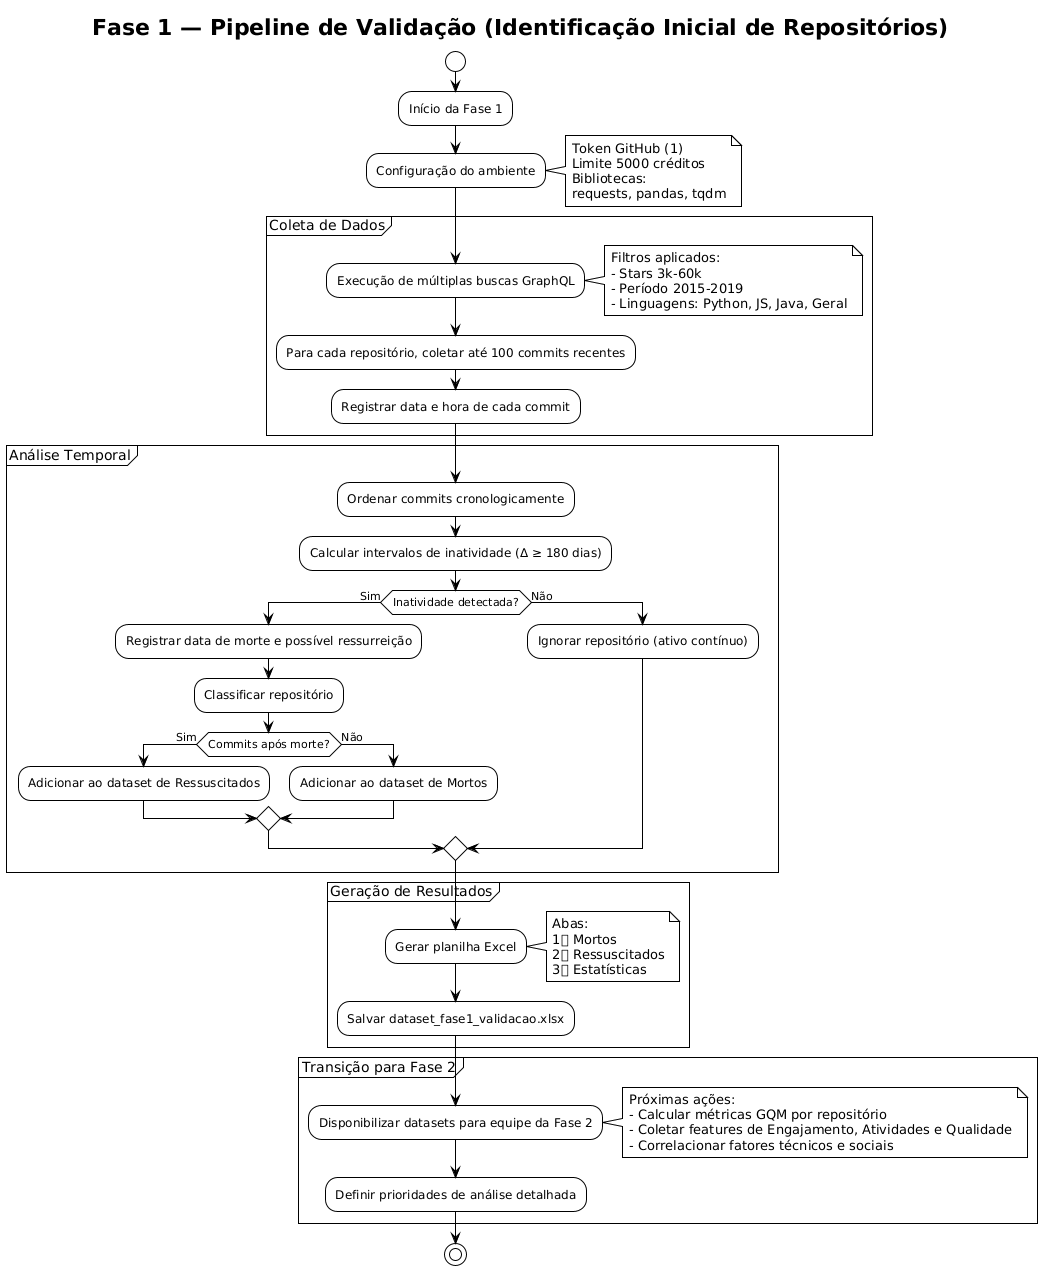 Fase 1 — Pipeline de Validação (Identificação Inicial de Repositórios)
Início da Fase 1
Configuração do ambiente
Token GitHub (1)
Limite 5000 créditos
Bibliotecas:
requests, pandas, tqdm
Coleta de Dados
Execução de múltiplas buscas GraphQL
Filtros aplicados:
- Stars 3k-60k
- Período 2015-2019
- Linguagens: Python, JS, Java, Geral
Para cada repositório, coletar até 100 commits recentes
Registrar data e hora de cada commit
Análise Temporal
Ordenar commits cronologicamente
Calcular intervalos de inatividade (Δ ≥ 180 dias)
Sim
Inatividade detectada?
Não
Registrar data de morte e possível ressurreição
Ignorar repositório (ativo contínuo)
Classificar repositório
Sim
Commits após morte?
Não
Adicionar ao dataset de Ressuscitados
Adicionar ao dataset de Mortos
Geração de Resultados
Gerar planilha Excel
Abas:
1 Mortos
2 Ressuscitados
3 Estatísticas
Salvar dataset_fase1_validacao.xlsx
Transição para Fase 2
Disponibilizar datasets para equipe da Fase 2
Próximas ações:
- Calcular métricas GQM por repositório
- Coletar features de Engajamento, Atividades e Qualidade
- Correlacionar fatores técnicos e sociais
Definir prioridades de análise detalhada